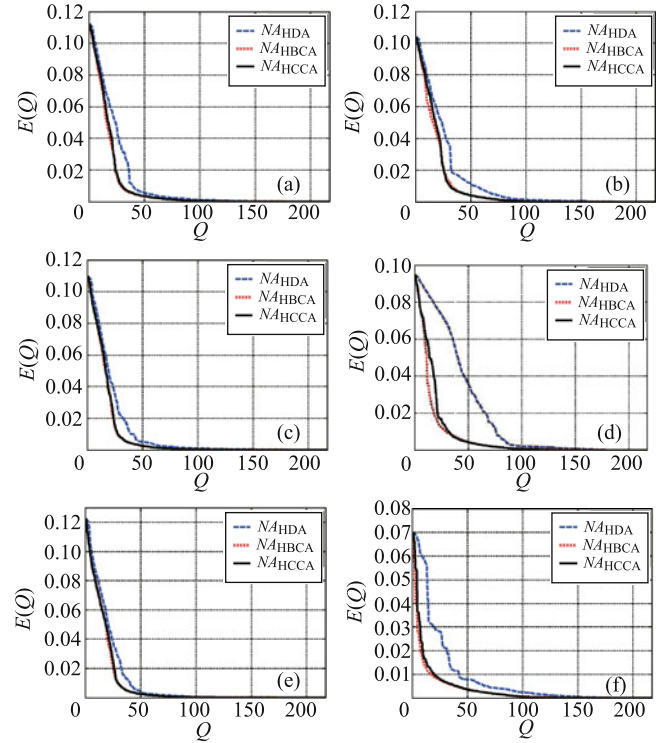 0.12
0.10
0.08
0.06
0.04
0.02
E(Q)
NA_HDA
NA_HBCA
NA_HCCA
(a)
0 50 100 150 200
Q
0.12
0.10
0.08
0.06
0.04
0.02
E(Q)
NA_HDA
NA_HBCA
NA_HCCA
(b)
0 50 100 150 200
Q
0.12
0.10
0.08
0.06
0.04
0.02
E(Q)
NA_HDA
NA_HBCA
NA_HCCA
(c)
0 50 100 150 200
Q
0.10
0.08
0.06
0.04
0.02
E(Q)
NA_HDA
NA_HBCA
NA_HCCA
(d)
0 50 100 150 200
Q
0.12
0.10
0.08
0.06
0.04
0.02
E(Q)
NA_HDA
NA_HBCA
NA_HCCA
(e)
0 50 100 150 200
Q
0.08
0.07
0.06
0.05
0.04
0.03
0.02
0.01
E(Q)
NA_HDA
NA_HBCA
NA_HCCA
(f)
0 50 100 150 200
Q